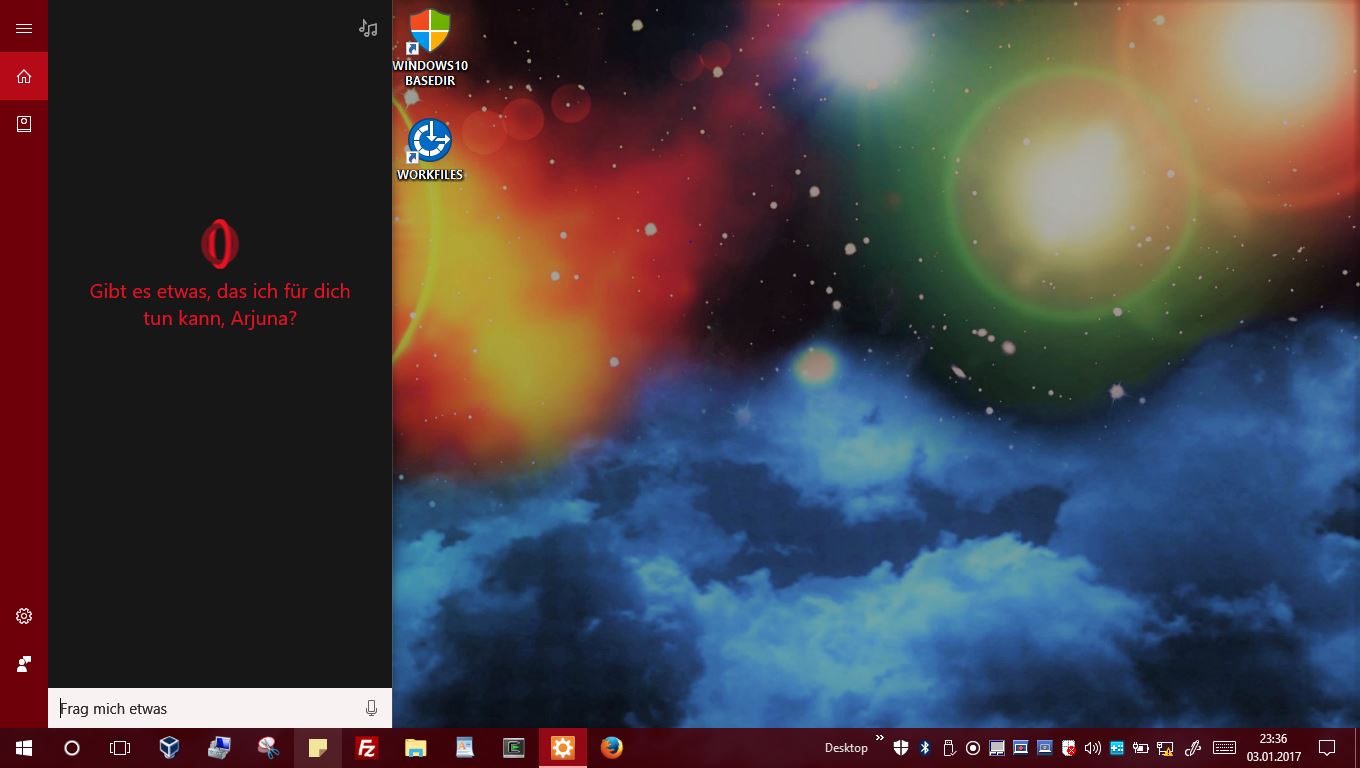 WINDOWS10
BASEDIR
WORKFILES
Gibt es etwas, das ich für dich
tun kann, Arjuna?
Frag mich etwas
Desktop
23:36
03.01.2017